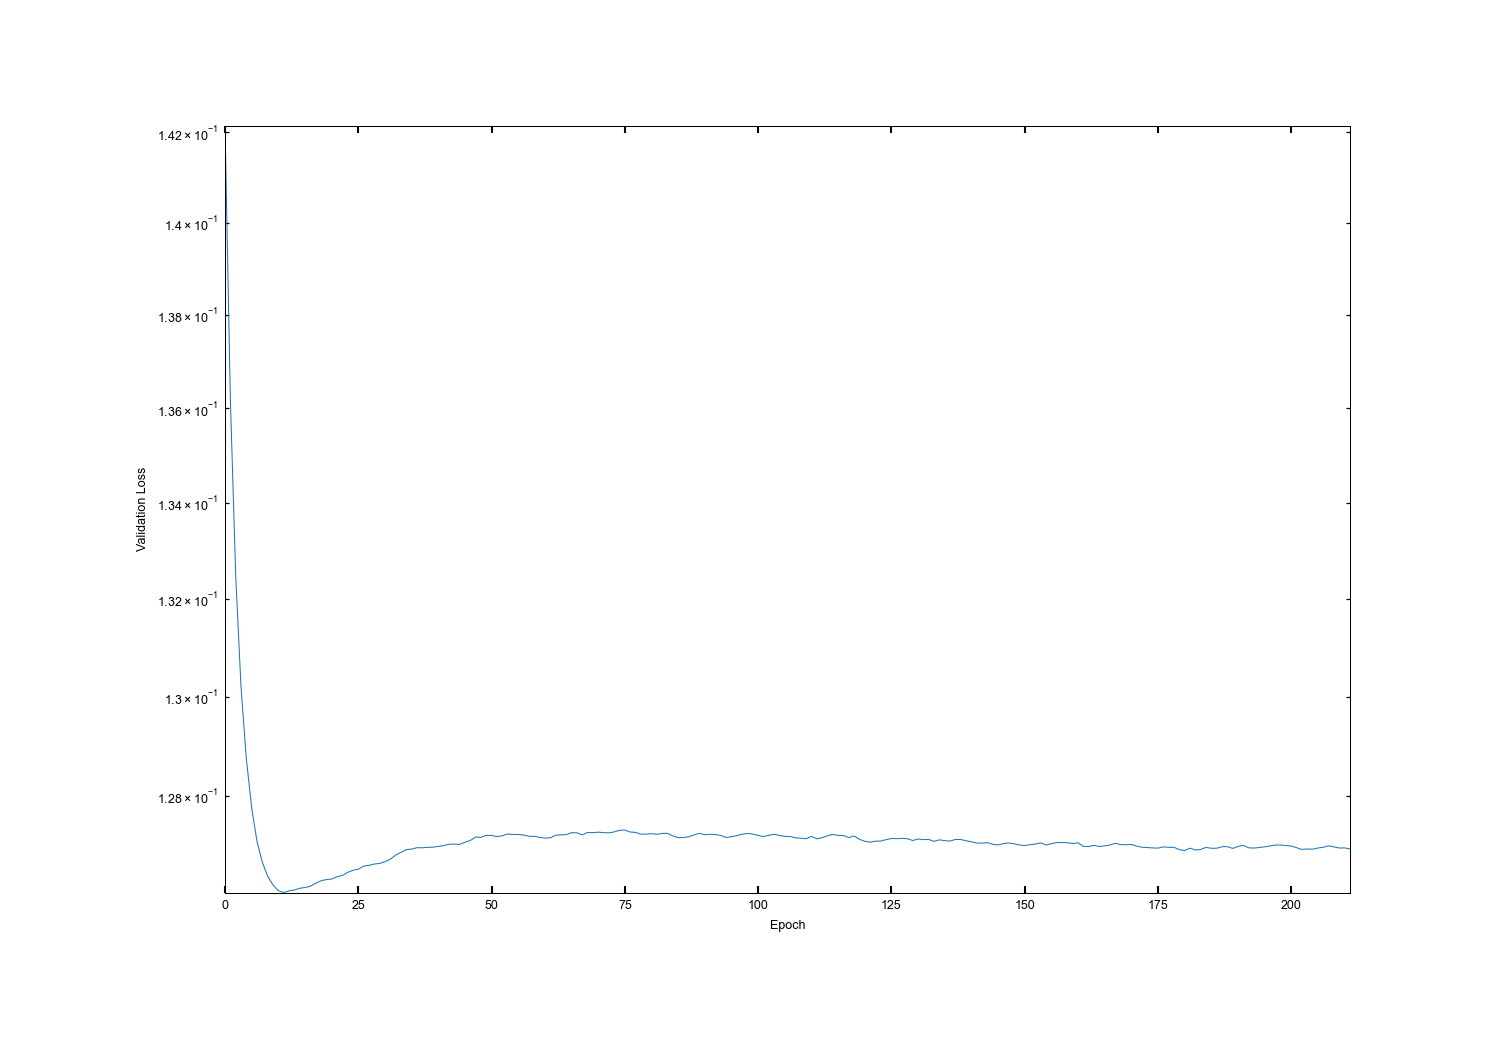 1.42 × 10⁻¹
1.4 × 10⁻¹
1.38 × 10⁻¹
1.36 × 10⁻¹
1.34 × 10⁻¹
1.32 × 10⁻¹
1.3 × 10⁻¹
1.28 × 10⁻¹
Validation Loss
0 25 50 75 100 125 150 175 200
Epoch